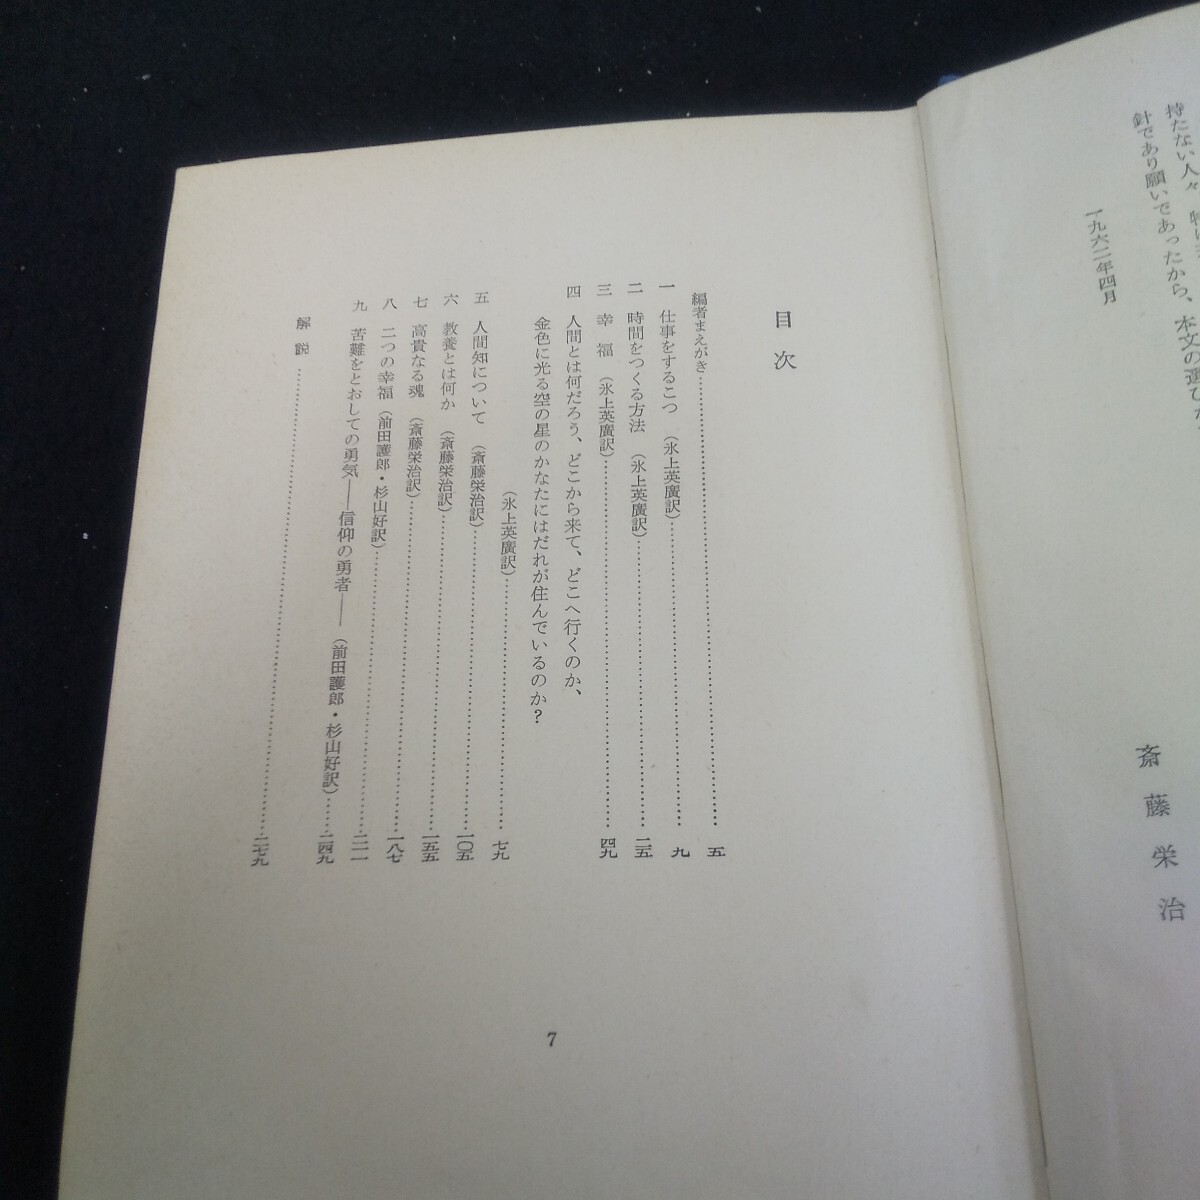 持たない人々
針であり願いであったから、本文の選び
一九六二年四月
斎藤栄治
目次
編者まえがき……五
一 仕事をするこつ（氷上英廣訳）……九
二 時間をつくる方法（氷上英廣訳）……二五
三 幸福（氷上英廣訳）……四九
四 人間とは何だろう、どこから来て、どこへ行くのか、
金色に光る空の星のかなたにはだれが住んでいるのか？
（氷上英廣訳）……七九
五 人間知について（斎藤栄治訳）……一〇五
六 教養とは何か（斎藤栄治訳）……一五五
七 高貴なる魂（斎藤栄治訳）……一八七
八 二つの幸福（前田護郎・杉山好訳）……二二一
九 苦難をとおしての勇気——信仰の勇者——（前田護郎・杉山好訳）……二四九
解説……二七九
7